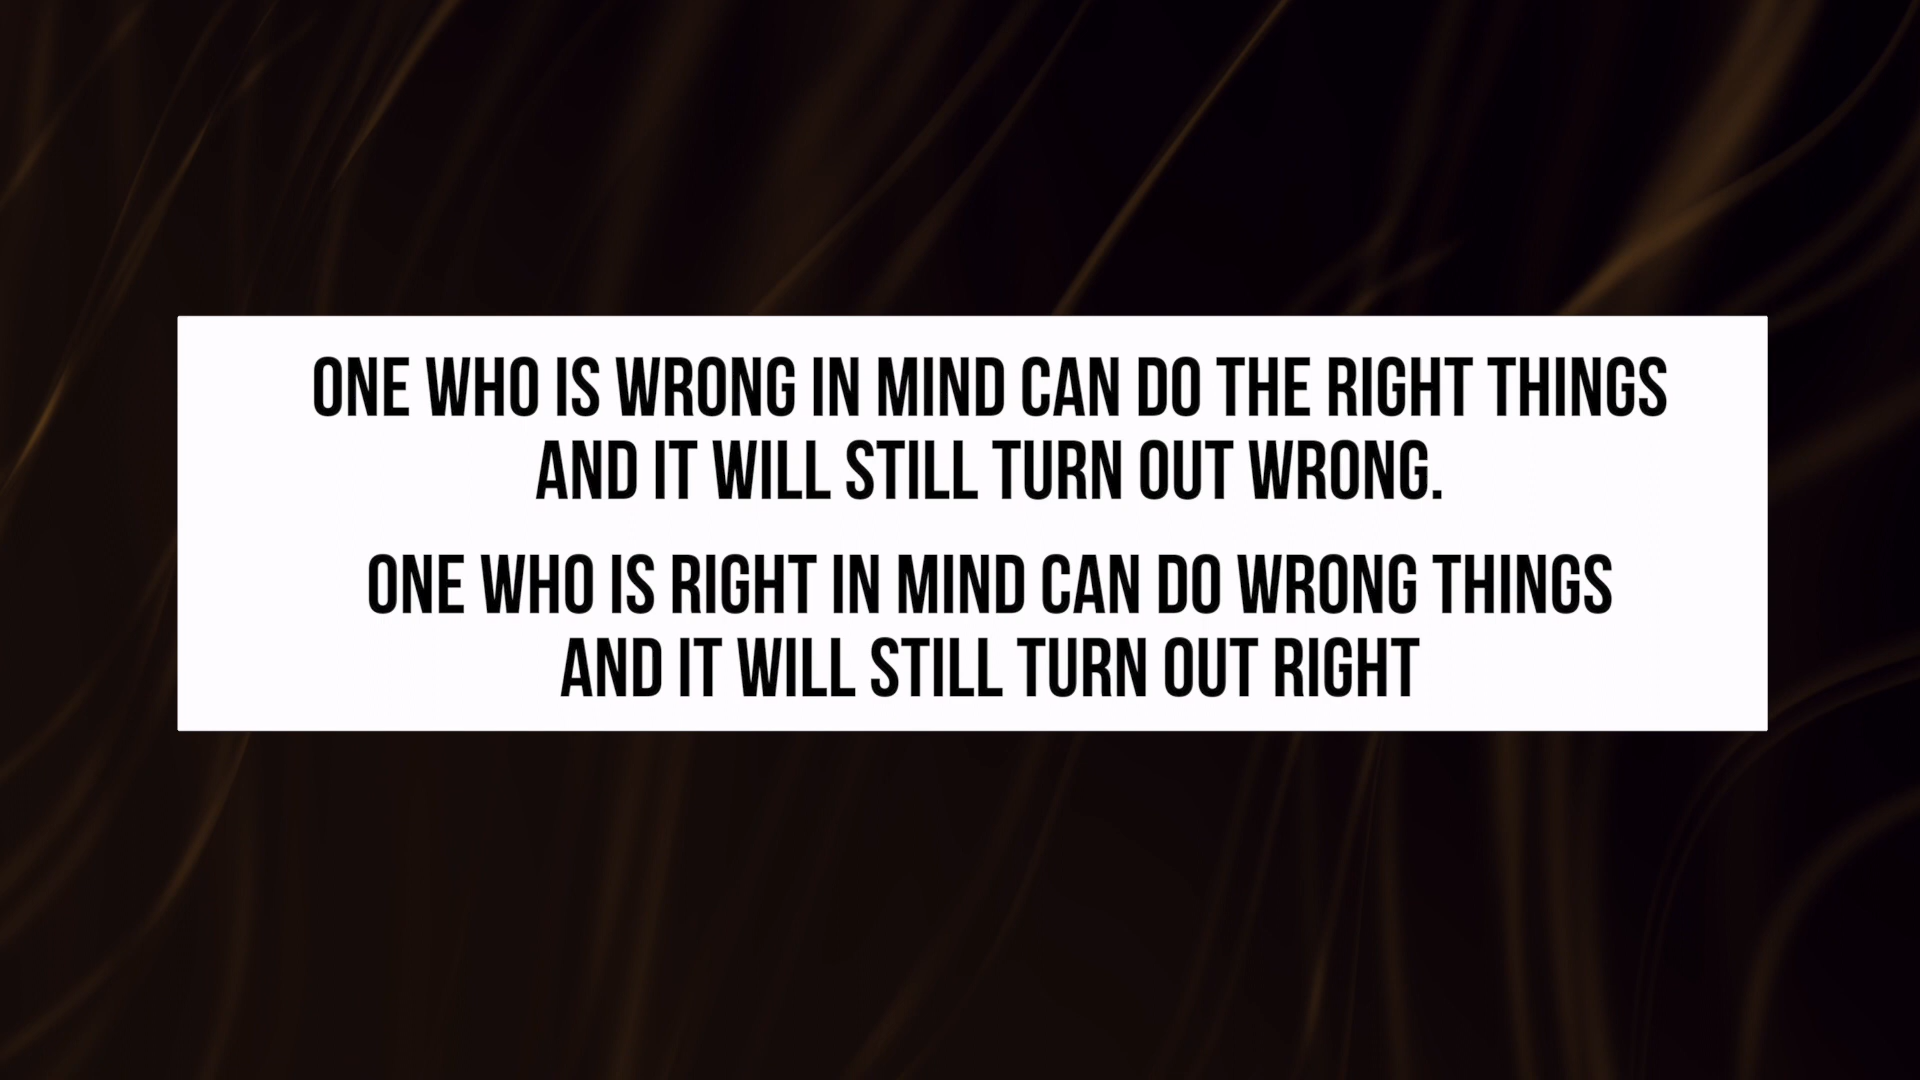 ONE WHO IS WRONG IN MIND CAN DO THE RIGHT THINGS
AND IT WILL STILL TURN OUT WRONG.
ONE WHO IS RIGHT IN MIND CAN DO WRONG THINGS
AND IT WILL STILL TURN OUT RIGHT